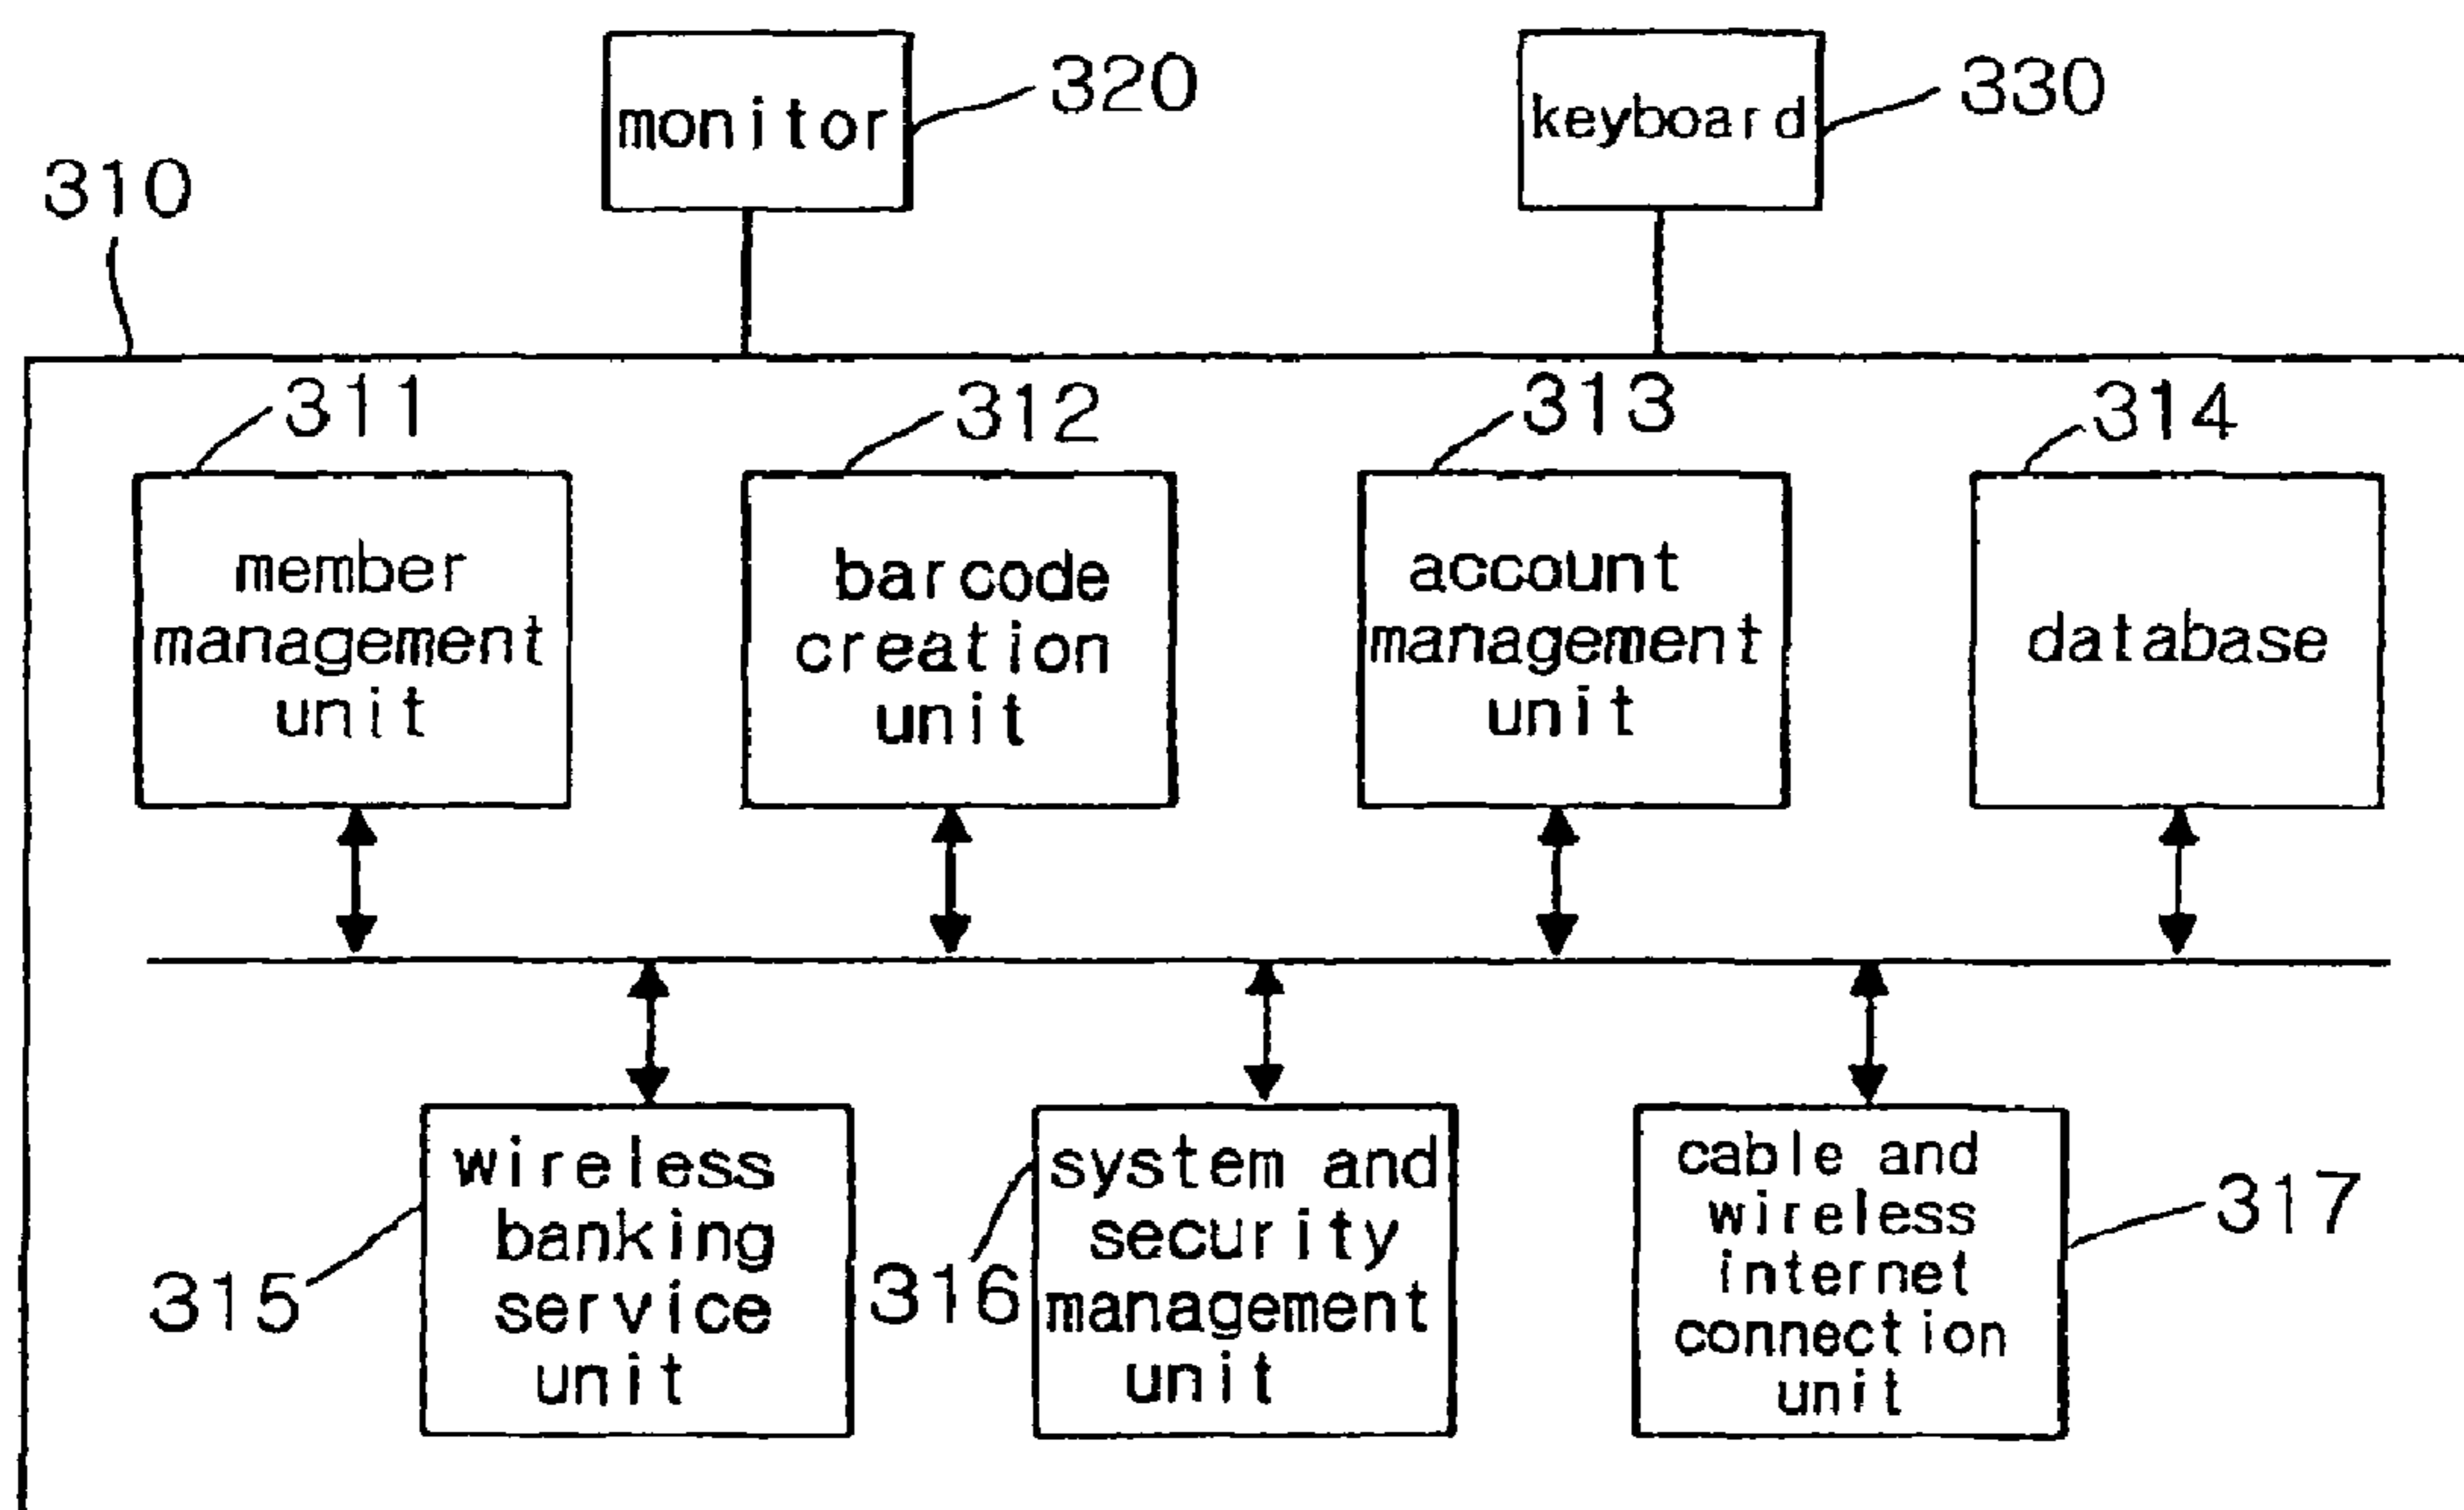 monitor
320
keyboard
330
310
311
312
313
314
member
management
unit
barcode
creation
unit
account
management
unit
database
wireless
banking
service
unit
315
system and
security
management
unit
316
cable and
wireless
internet
connection
unit
317